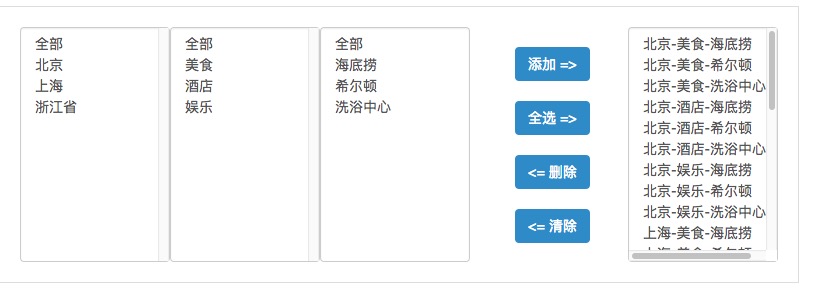 全部
北京
上海
浙江省
全部
美食
酒店
娱乐
全部
海底捞
希尔顿
洗浴中心
添加 =>
全选 =>
<= 删除
<= 清除
北京-美食-海底捞
北京-美食-希尔顿
北京-美食-洗浴中心
北京-酒店-海底捞
北京-酒店-希尔顿
北京-酒店-洗浴中心
北京-娱乐-海底捞
北京-娱乐-希尔顿
北京-娱乐-洗浴中心
上海-美食-海底捞